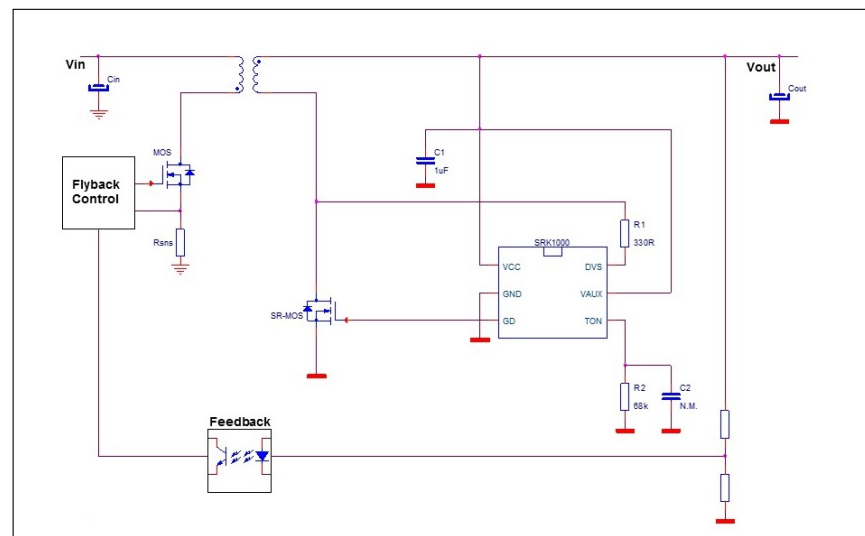 Vin
Cin
Vout
Cout
MOS
C1
1uF
Flyback
Control
R1
330R
SRK1000
Rsns
VCC
DVS
GND
VAUX
SR-MOS
GD
TON
R2
68k
C2
N.M.
Feedback